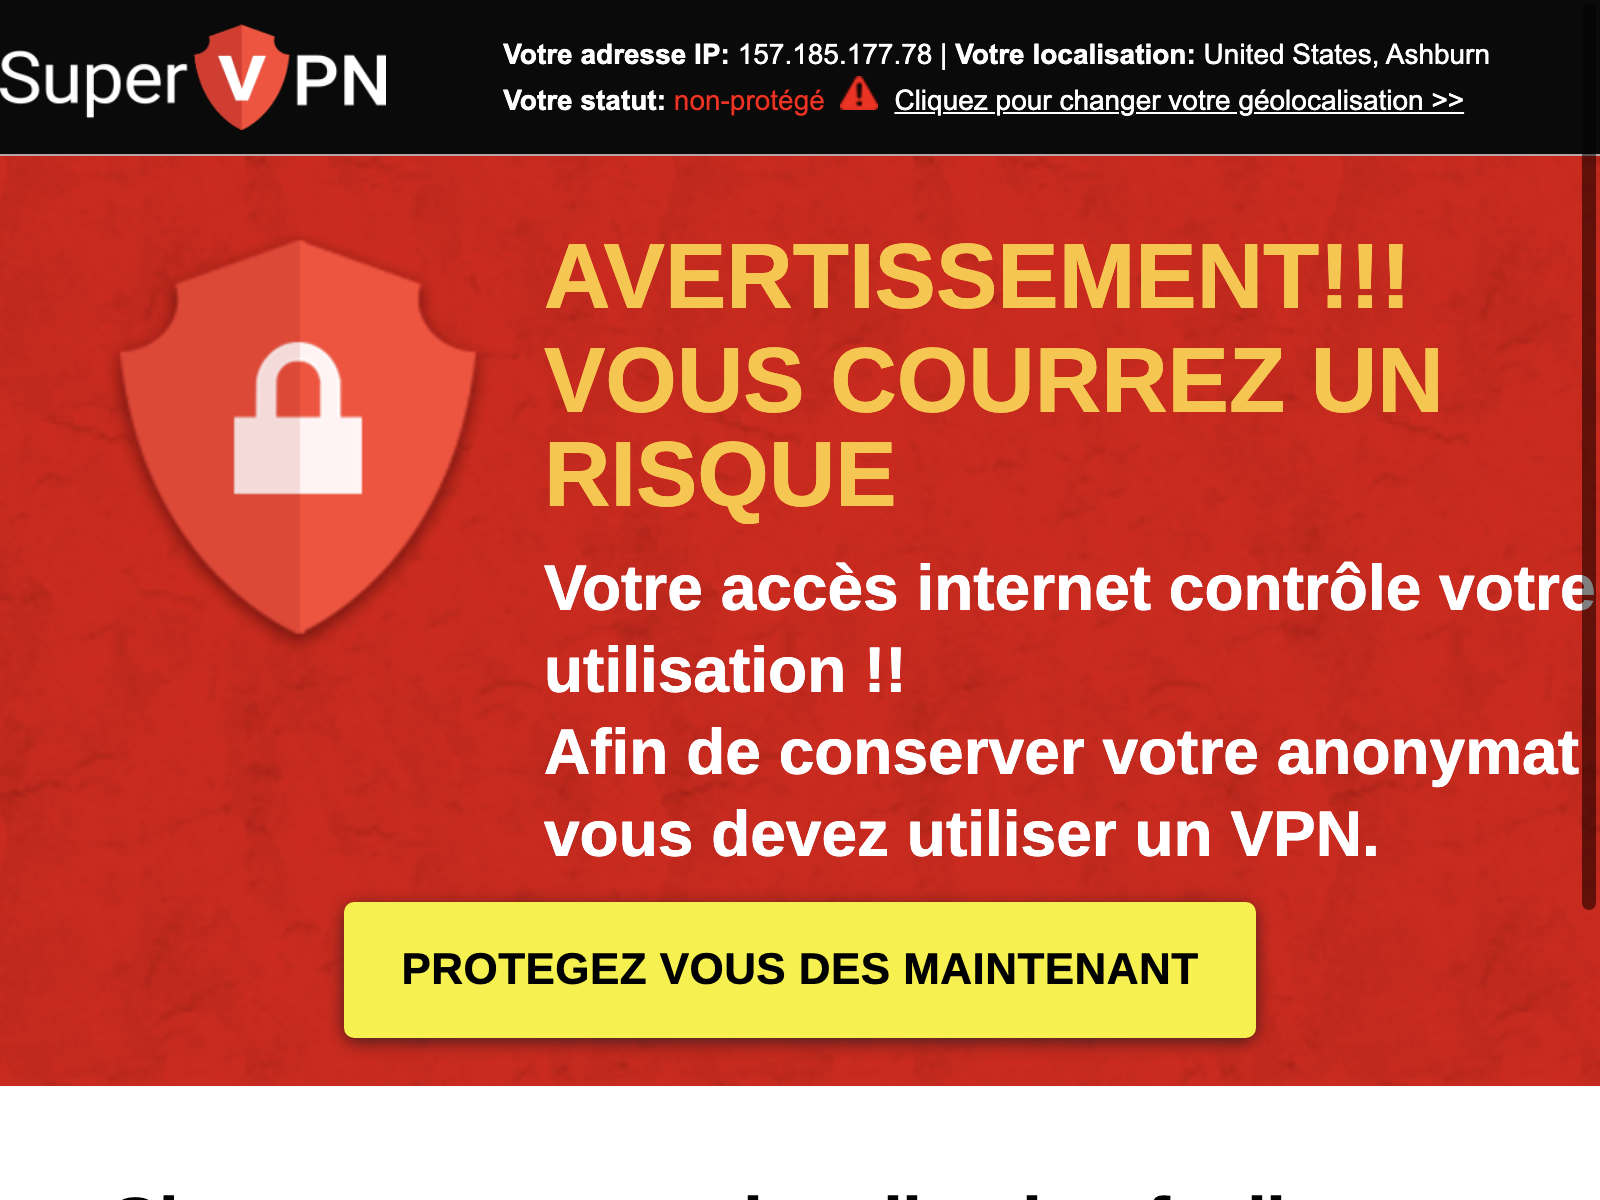 Super VPN
Votre adresse IP: 157.185.177.78 | Votre localisation: United States, Ashburn
Votre statut: non-protégé Cliquez pour changer votre géolocalisation >>
AVERTISSEMENT!!!
VOUS COURREZ UN
RISQUE
Votre accès internet contrôle votre
utilisation !!
Afin de conserver votre anonymat
vous devez utiliser un VPN.
PROTEGEZ VOUS DES MAINTENANT